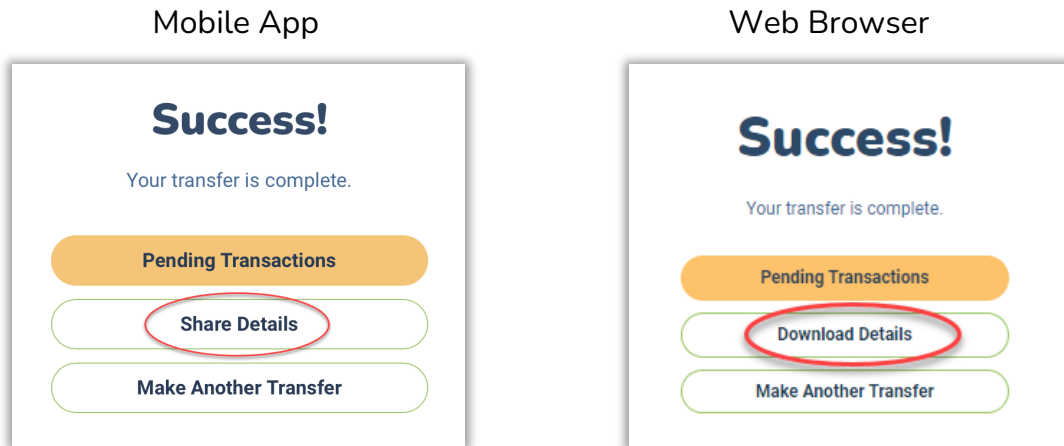 Mobile App
Success!
Your transfer is complete.
Pending Transactions
Share Details
Make Another Transfer
Web Browser
Success!
Your transfer is complete.
Pending Transactions
Download Details
Make Another Transfer